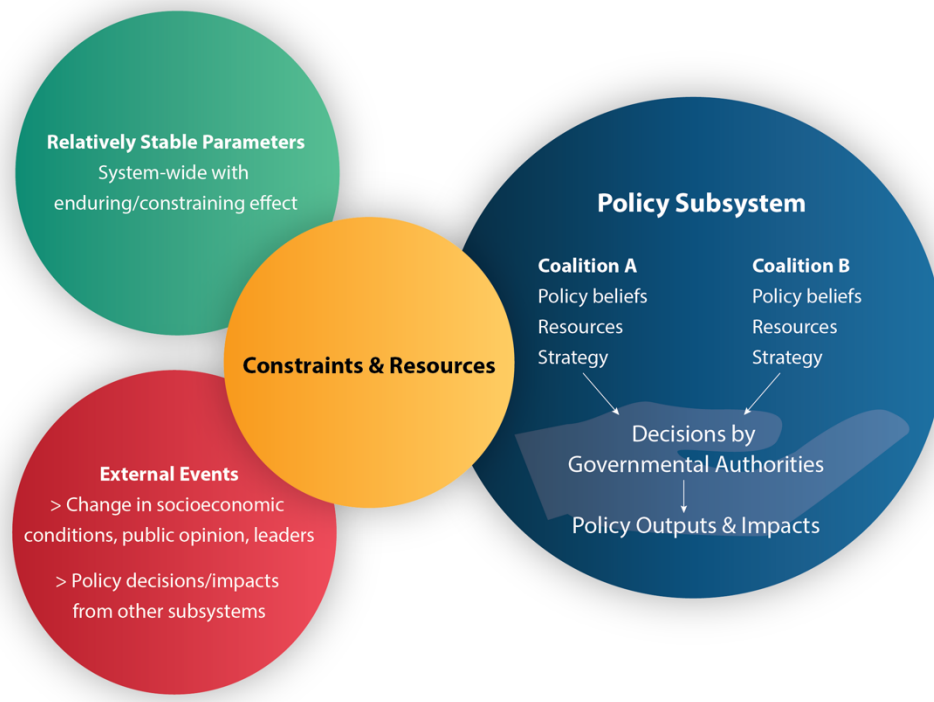 Relatively Stable Parameters
System-wide with
enduring/constraining effect
Constraints & Resources
External Events
> Change in socioeconomic
conditions, public opinion, leaders
> Policy decisions/impacts
from other subsystems
Policy Subsystem
Coalition A
Policy beliefs
Resources
Strategy
Coalition B
Policy beliefs
Resources
Strategy
Decisions by
Governmental Authorities
Policy Outputs & Impacts